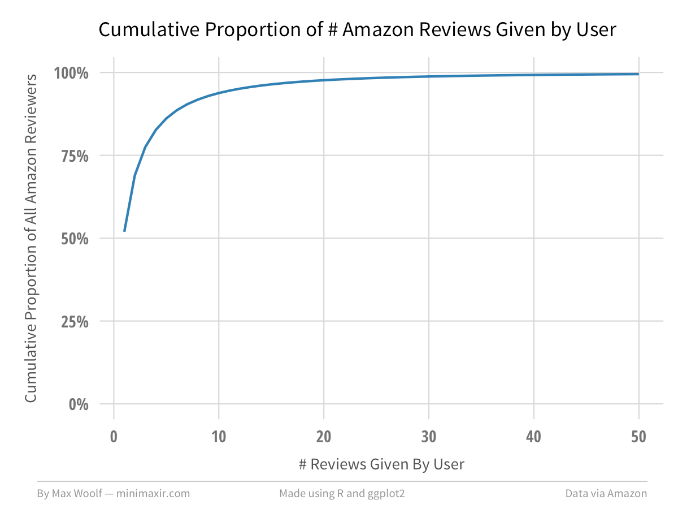 Cumulative Proportion of # Amazon Reviews Given by User
Cumulative Proportion of All Amazon Reviewers
100%
75%
50%
25%
0%
0 10 20 30 40 50
# Reviews Given By User
By Max Woolf — minimaxir.com Made using R and ggplot2 Data via Amazon